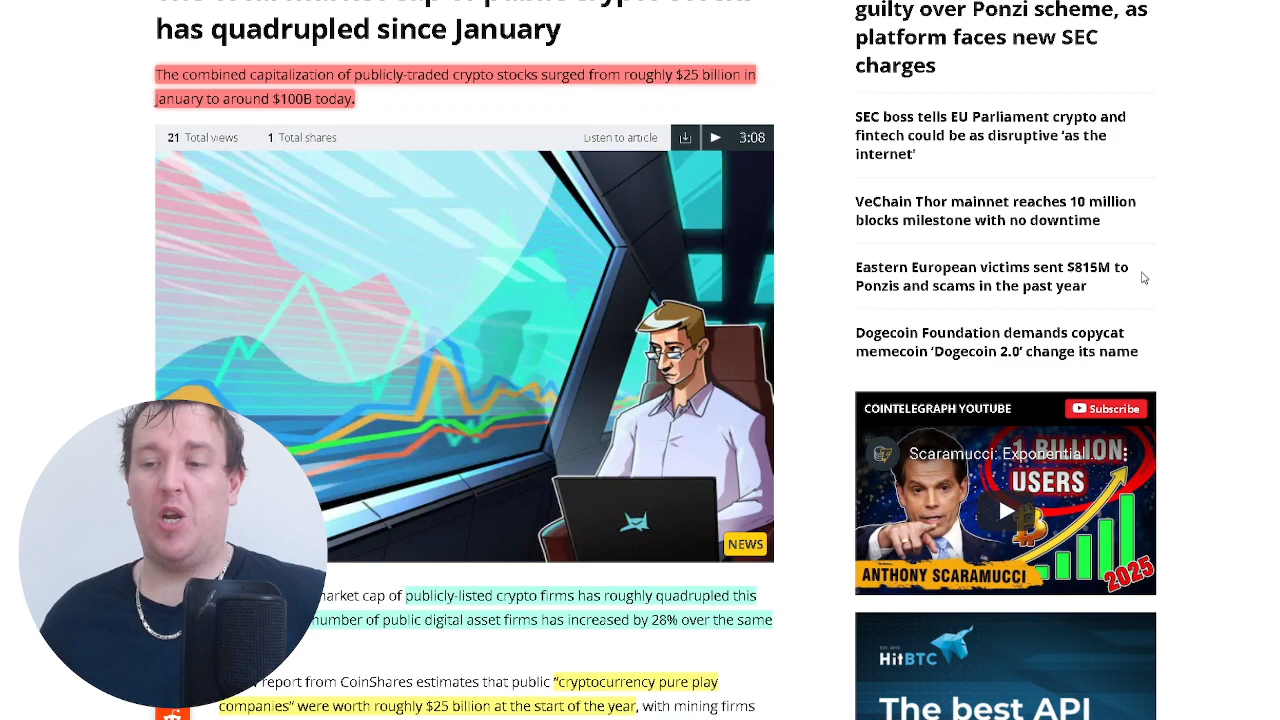 has quadrupled since January
The combined capitalization of publicly-traded crypto stocks surged from roughly $25 billion in
January to around $100B today.
21 Total views 1 Total shares Listen to article 3:08
NEWS
market cap of publicly-listed crypto firms has roughly quadrupled this
number of public digital asset firms has increased by 28% over the same
report from CoinShares estimates that public “cryptocurrency pure play
companies” were worth roughly $25 billion at the start of the year, with mining firms
guilty over Ponzi scheme, as
platform faces new SEC
charges
SEC boss tells EU Parliament crypto and
fintech could be as disruptive ‘as the
internet’
VeChain Thor mainnet reaches 10 million
blocks milestone with no downtime
Eastern European victims sent $815M to
Ponzis and scams in the past year
Dogecoin Foundation demands copycat
memecoin ‘Dogecoin 2.0’ change its name
COINTELEGRAPH YOUTUBE Subscribe
Scaramucci: Exponential...
1 BILLION
USERS
ANTHONY SCARAMUCCI
2025
HitBTC
The best API